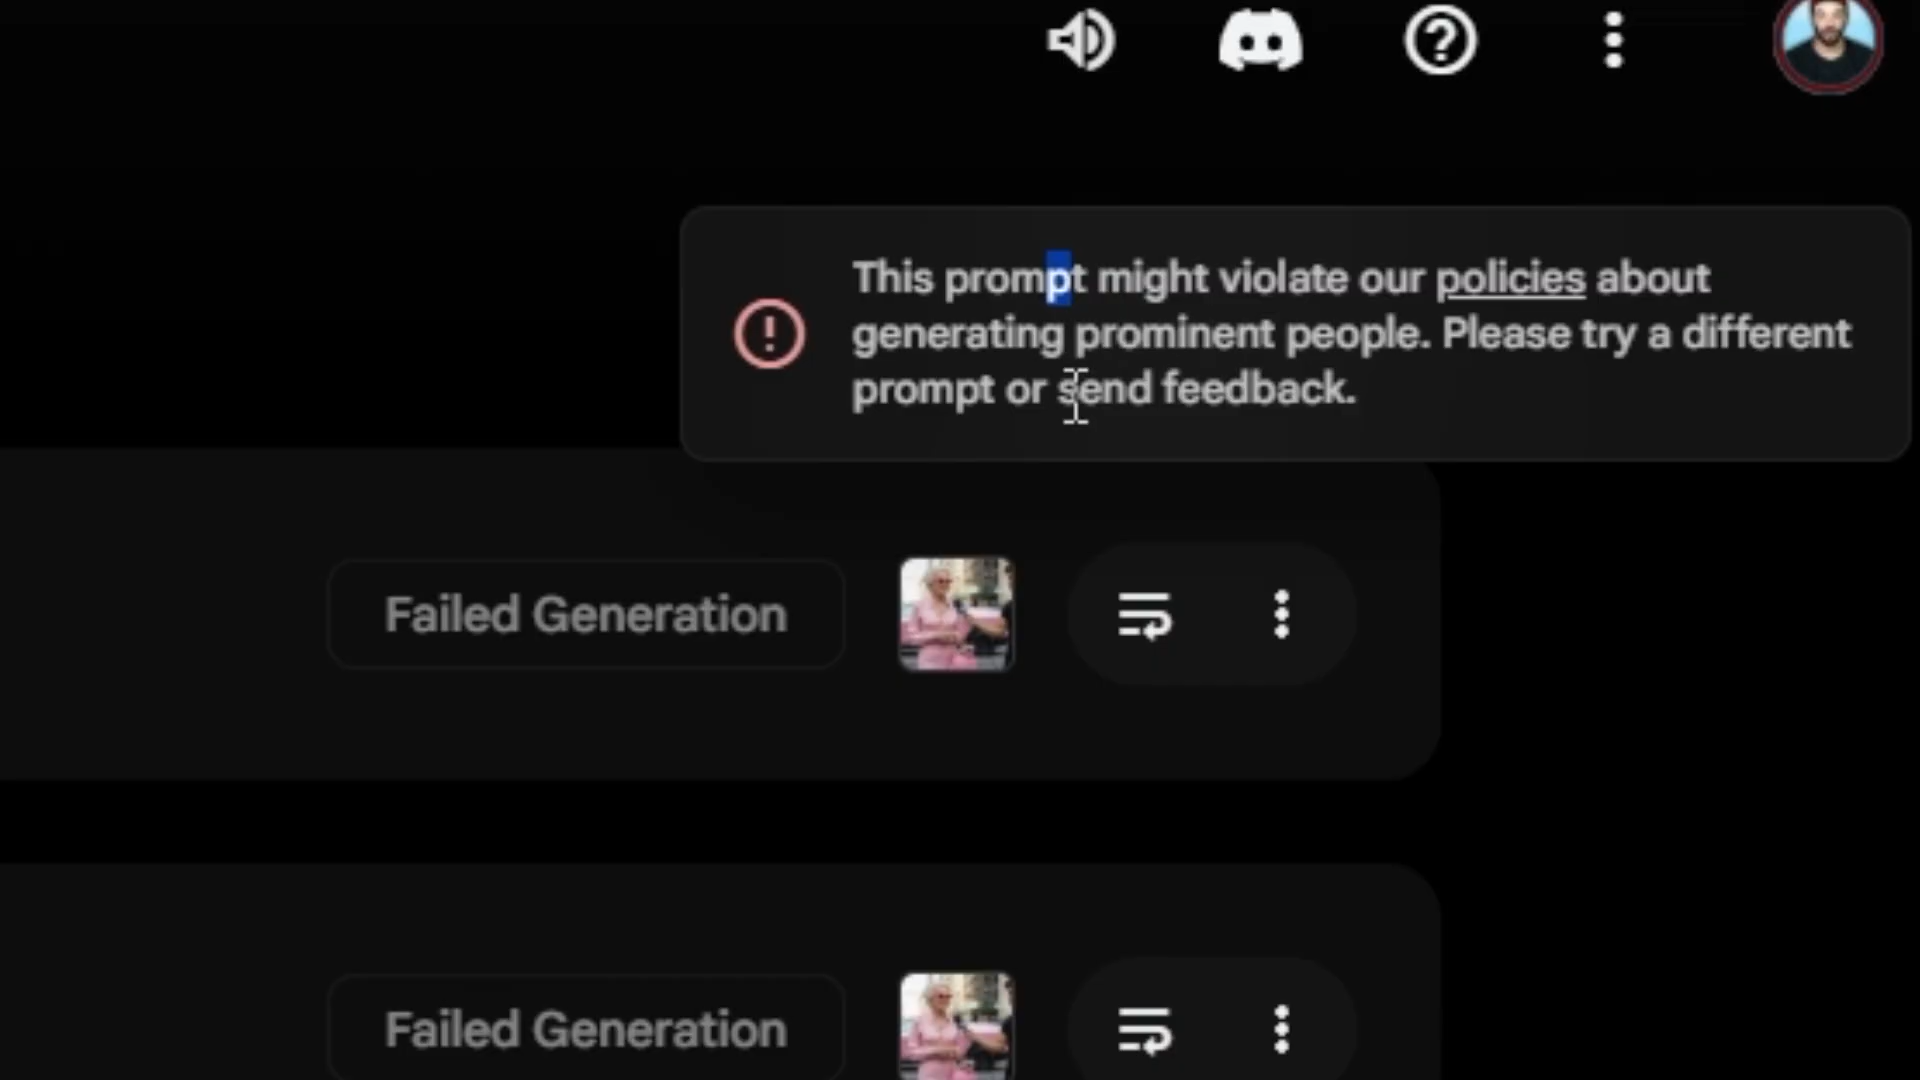 This prompt might violate our policies about
generating prominent people. Please try a different
prompt or send feedback.
Failed Generation
Failed Generation